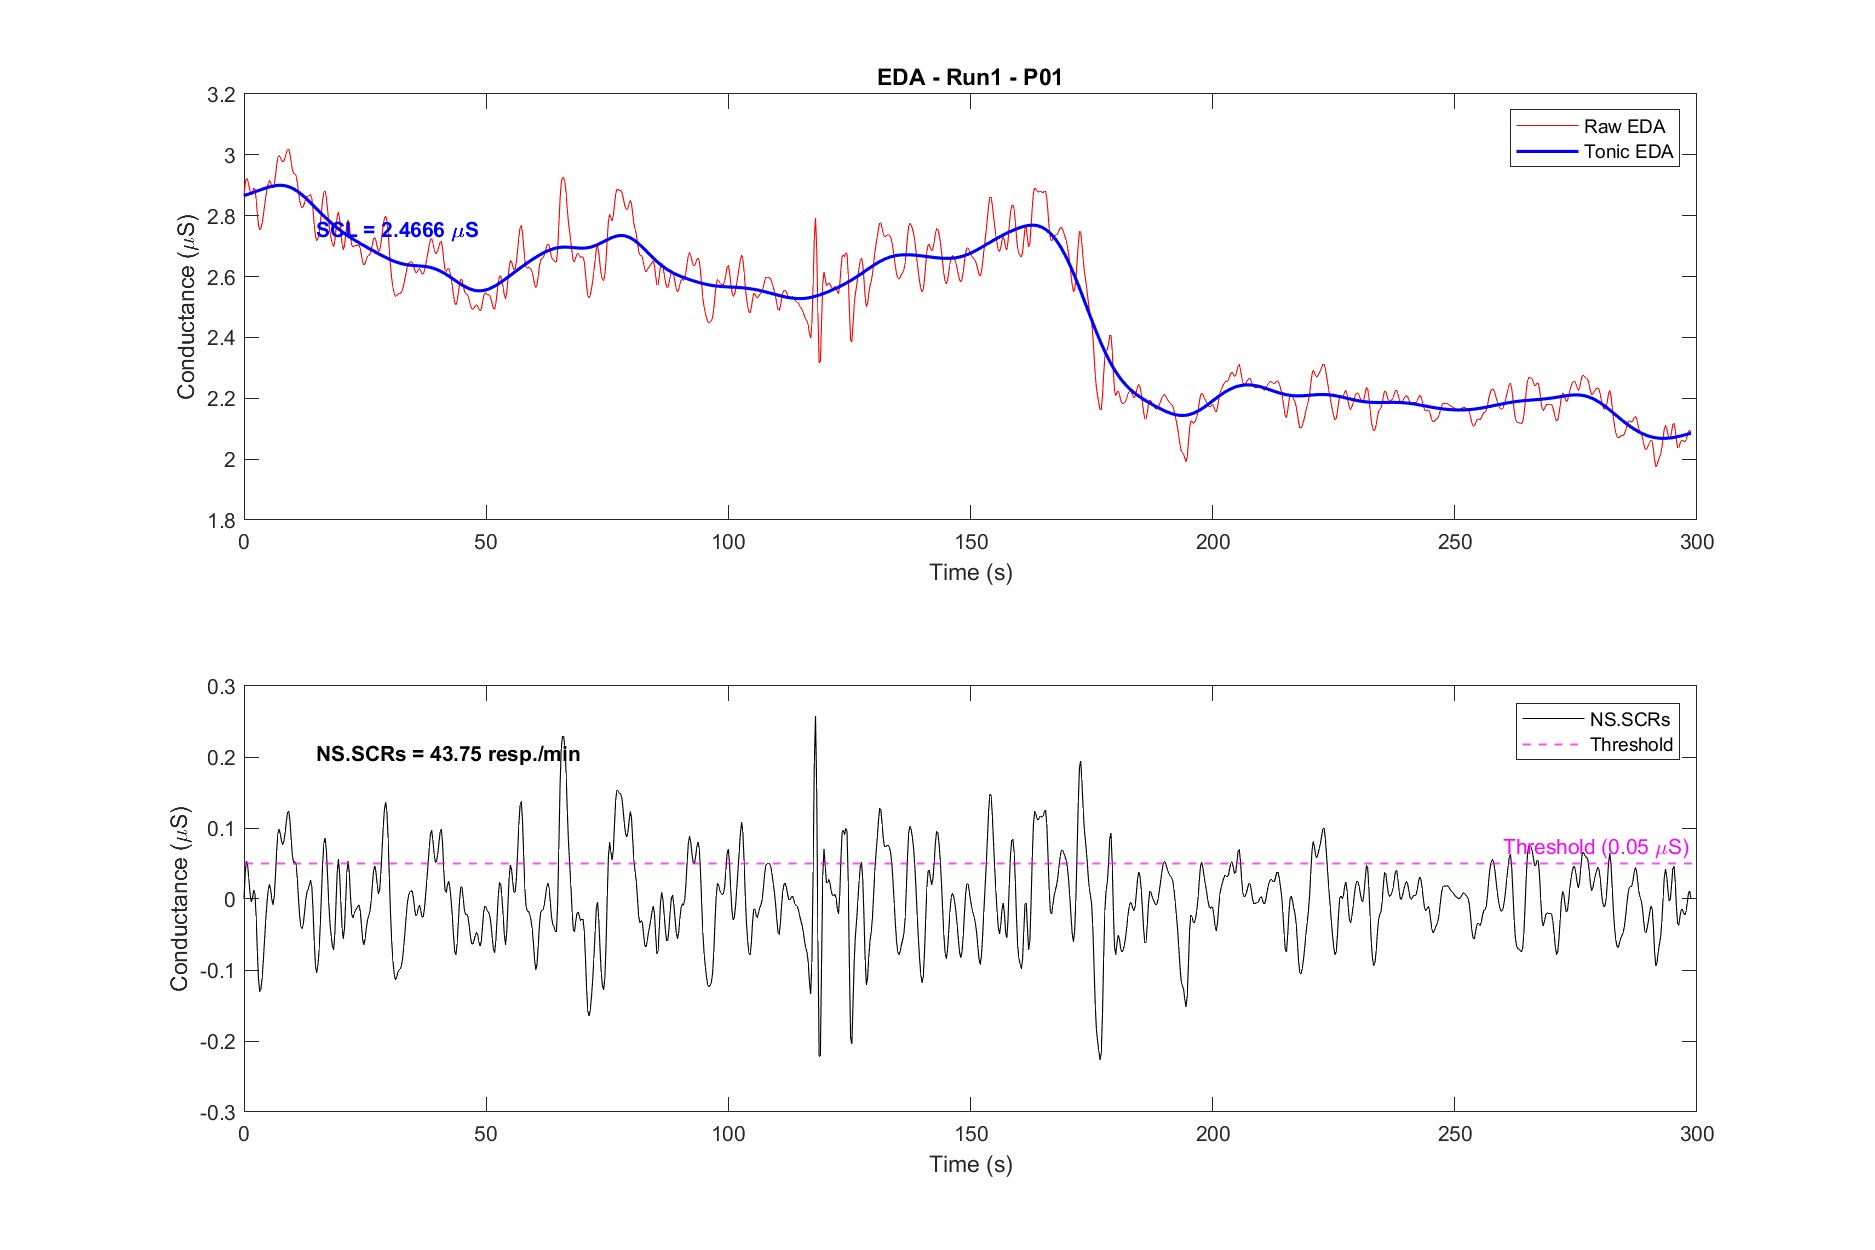 EDA - Run1 - P01
3.2
3
2.8
2.6
2.4
2.2
2
1.8
Conductance (μS)
SCL = 2.4666 μS
Raw EDA
Tonic EDA
0 50 100 150 200 250 300
Time (s)
0.3
0.2
0.1
0
-0.1
-0.2
-0.3
Conductance (μS)
NS.SCRs = 43.75 resp./min
NS.SCRs
Threshold
Threshold (0.05 μS)
0 50 100 150 200 250 300
Time (s)